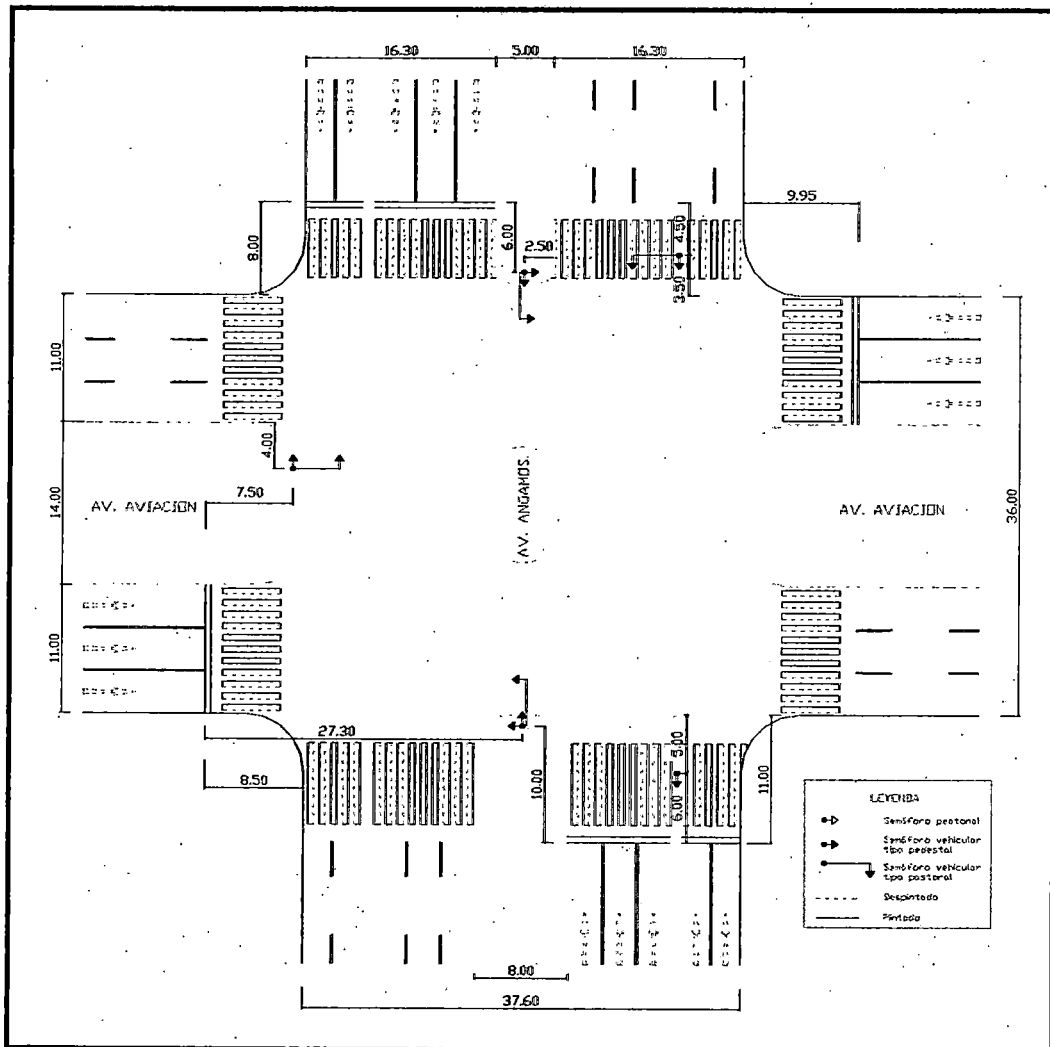 16.30
5.00
16.30
9.95
8.00
6.00
2.50
4.50
3.50
11.00
4.00
7.50
14.00
AV. AVIACION
(AV. ANGAMOS.)
AV. AVIACION
36.00
11.00
27.30
8.50
10.00
5.00
6.00
11.00
8.00
37.60
LEYENDA
Semáforo peatonal
Semáforo vehicular
tipo pedestal
Semáforo vehicular
tipo pastoral
Despintado
Pintado